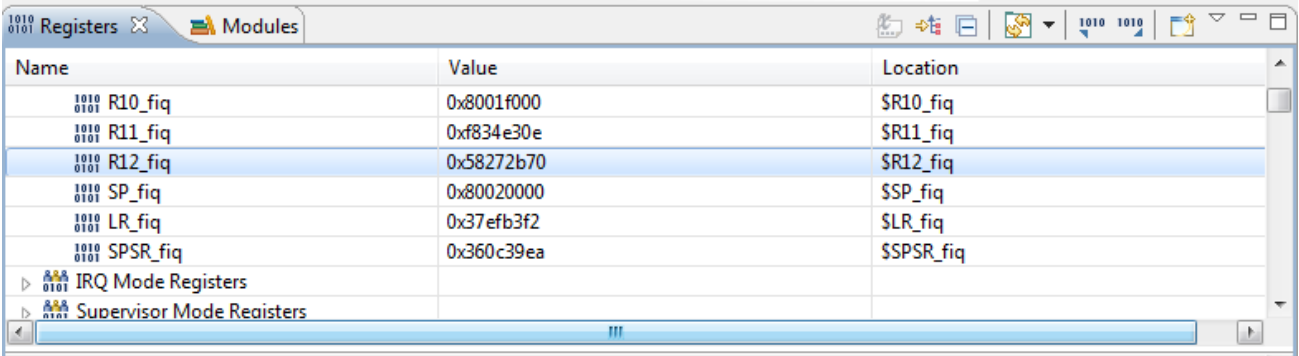 Registers Modules
Name Value Location
R10_fiq 0x8001f000 $R10_fiq
R11_fiq 0xf834e30e $R11_fiq
R12_fiq 0x58272b70 $R12_fiq
SP_fiq 0x80020000 $SP_fiq
LR_fiq 0x37efb3f2 $LR_fiq
SPSR_fiq 0x360c39ea $SPSR_fiq
IRQ Mode Registers
Supervisor Mode Registers